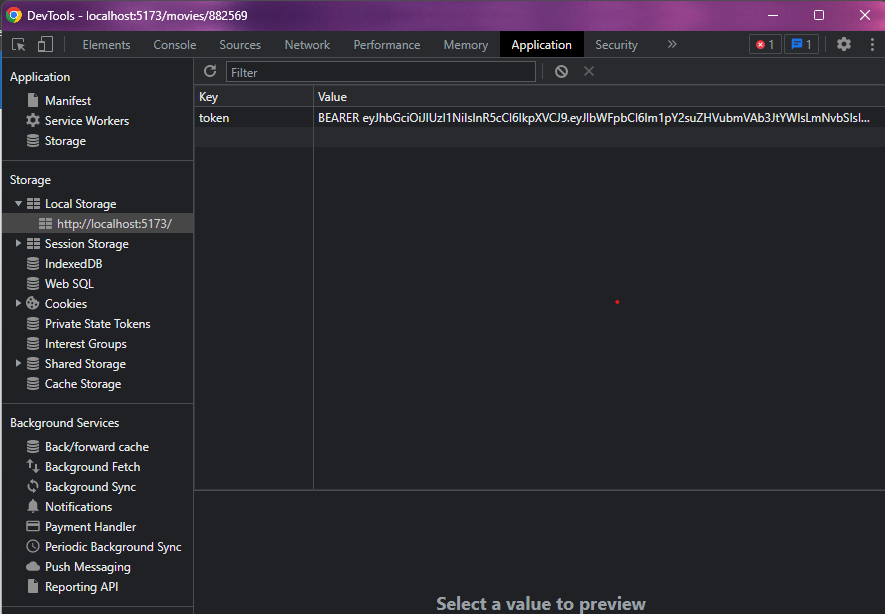 DevTools - localhost:5173/movies/882569
Elements Console Sources Network Performance Memory Application Security » 1 1
Application
Manifest
Service Workers
Storage
Storage
Local Storage
http://localhost:5173/
Session Storage
IndexedDB
Web SQL
Cookies
Private State Tokens
Interest Groups
Shared Storage
Cache Storage
Background Services
Back/forward cache
Background Fetch
Background Sync
Notifications
Payment Handler
Periodic Background Sync
Push Messaging
Reporting API
Filter
Key Value
token BEARER
Select a value to preview